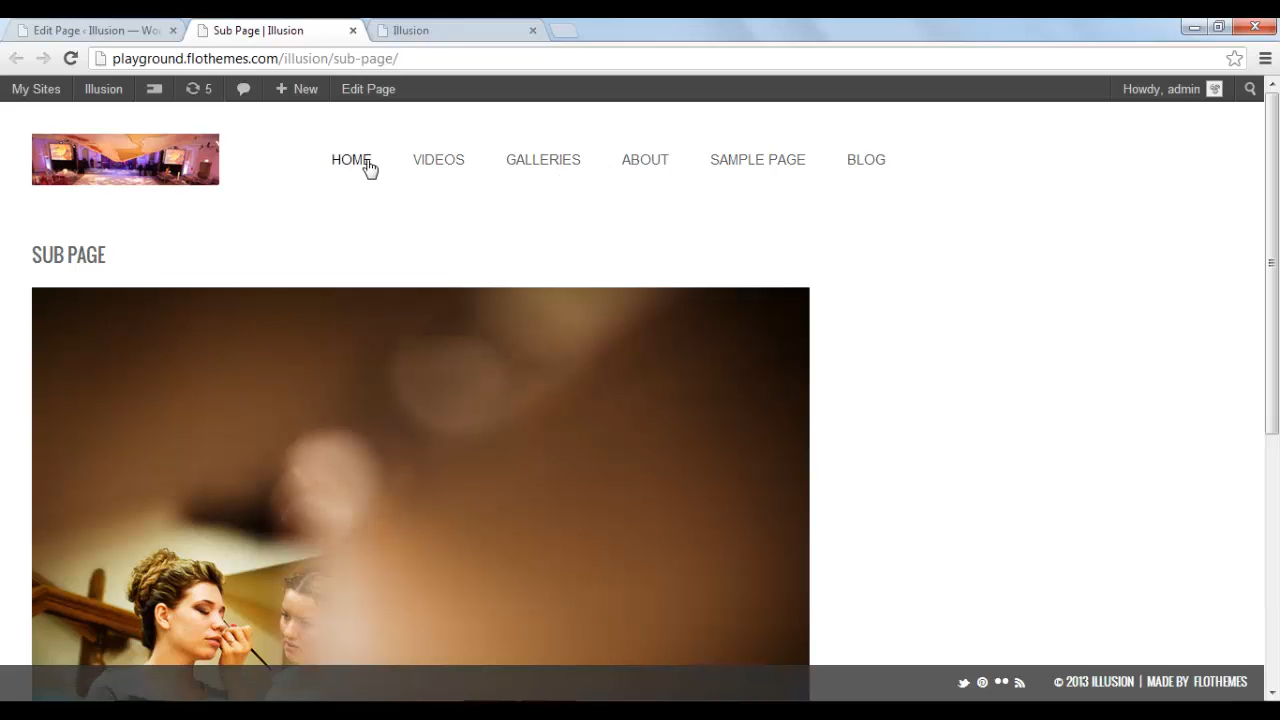 Edit Page ‹ Illusion — Wo
Sub Page | Illusion
Illusion
playground.flothemes.com/illusion/sub-page/
My Sites
Illusion
5
New
Edit Page
Howdy, admin
HOME
VIDEOS
GALLERIES
ABOUT
SAMPLE PAGE
BLOG
SUB PAGE
© 2013 ILLUSION | MADE BY FLOTHEMES